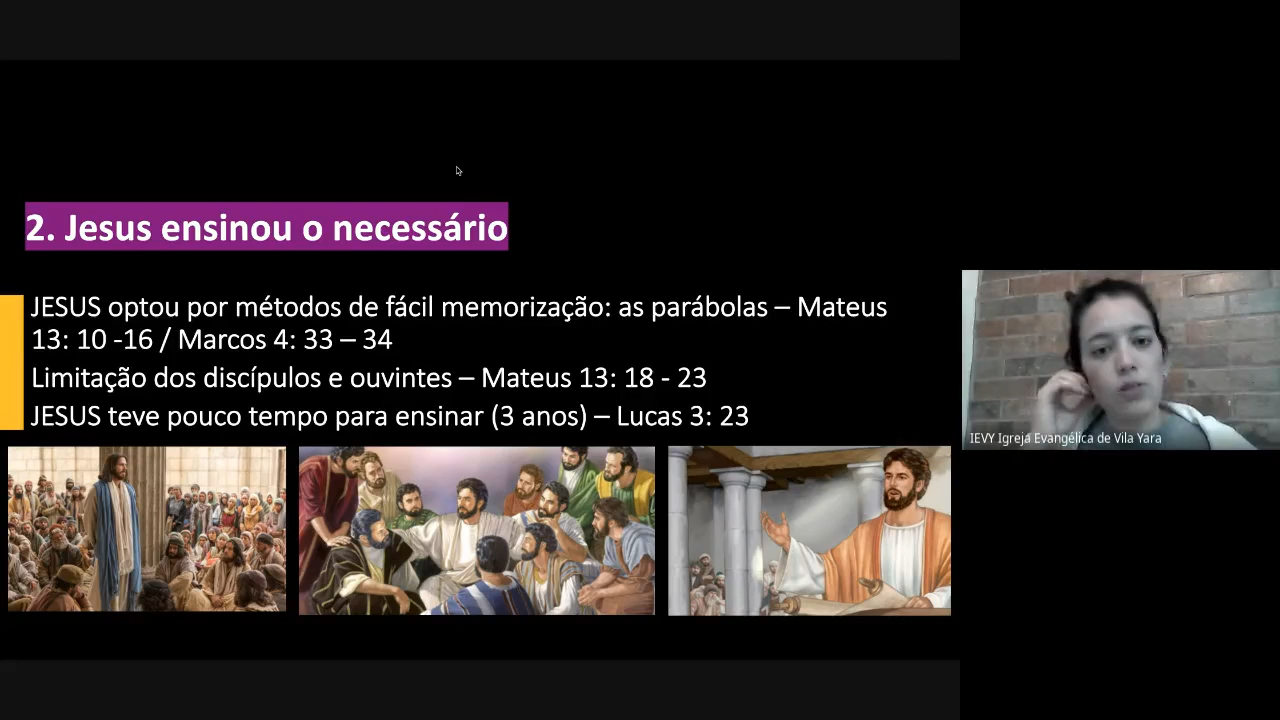 2. Jesus ensinou o necessário
JESUS optou por métodos de fácil memorização: as parábolas – Mateus
13: 10 -16 / Marcos 4: 33 – 34
Limitação dos discípulos e ouvintes – Mateus 13: 18 - 23
JESUS teve pouco tempo para ensinar (3 anos) – Lucas 3: 23
IEVY Igreja Evangélica de Vila Yara